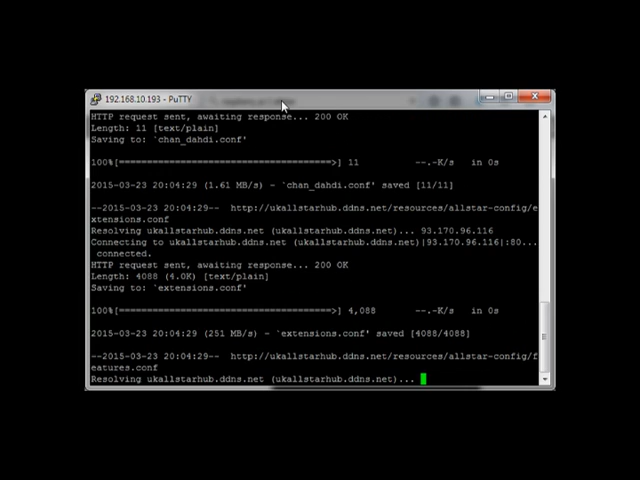 192.168.10.193 - PuTTY
HTTP request sent, awaiting response... 200 OK
Length: 11 [text/plain]
Saving to: `chan_dahdi.conf'
100%[======================================>] 11 --.-K/s in 0s
2015-03-23 20:04:29 (1.61 MB/s) - `chan_dahdi.conf' saved [11/11]
--2015-03-23 20:04:29-- http://ukallstarhub.ddns.net/resources/allstar-config/e
xtensions.conf
Resolving ukallstarhub.ddns.net (ukallstarhub.ddns.net)... 93.170.96.116
Connecting to ukallstarhub.ddns.net (ukallstarhub.ddns.net)|93.170.96.116|:80...
connected.
HTTP request sent, awaiting response... 200 OK
Length: 4088 (4.0K) [text/plain]
Saving to: `extensions.conf'
100%[======================================>] 4,088 --.-K/s in 0s
2015-03-23 20:04:29 (251 MB/s) - `extensions.conf' saved [4088/4088]
--2015-03-23 20:04:29-- http://ukallstarhub.ddns.net/resources/allstar-config/f
eatures.conf
Resolving ukallstarhub.ddns.net (ukallstarhub.ddns.net)...